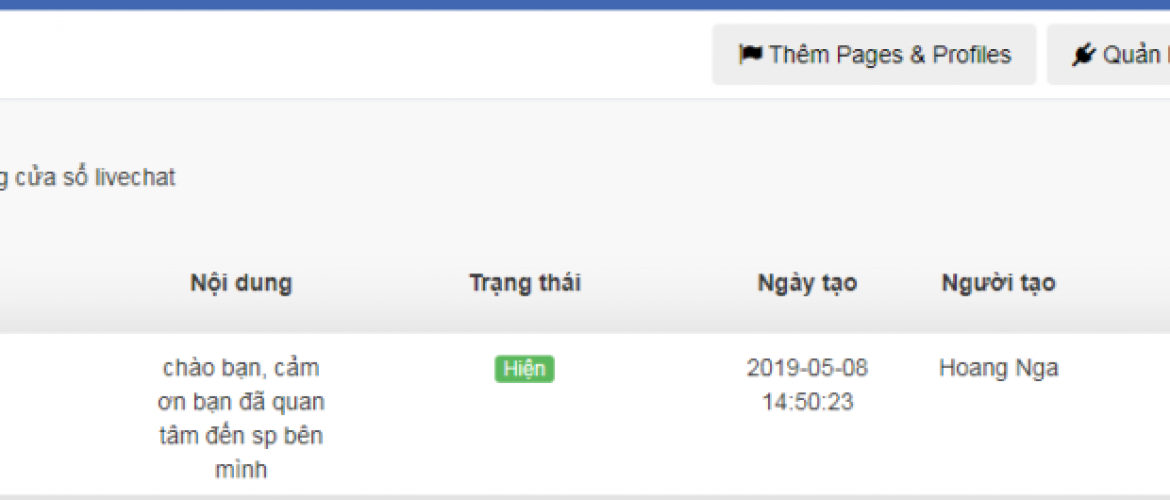 Thêm Pages & Profiles Quản
cửa sổ livechat
Nội dung Trạng thái Ngày tạo Người tạo
chào bạn, cảm Hiện 2019-05-08 Hoang Nga
ơn bạn đã quan 14:50:23
tâm đến sp bên
mình